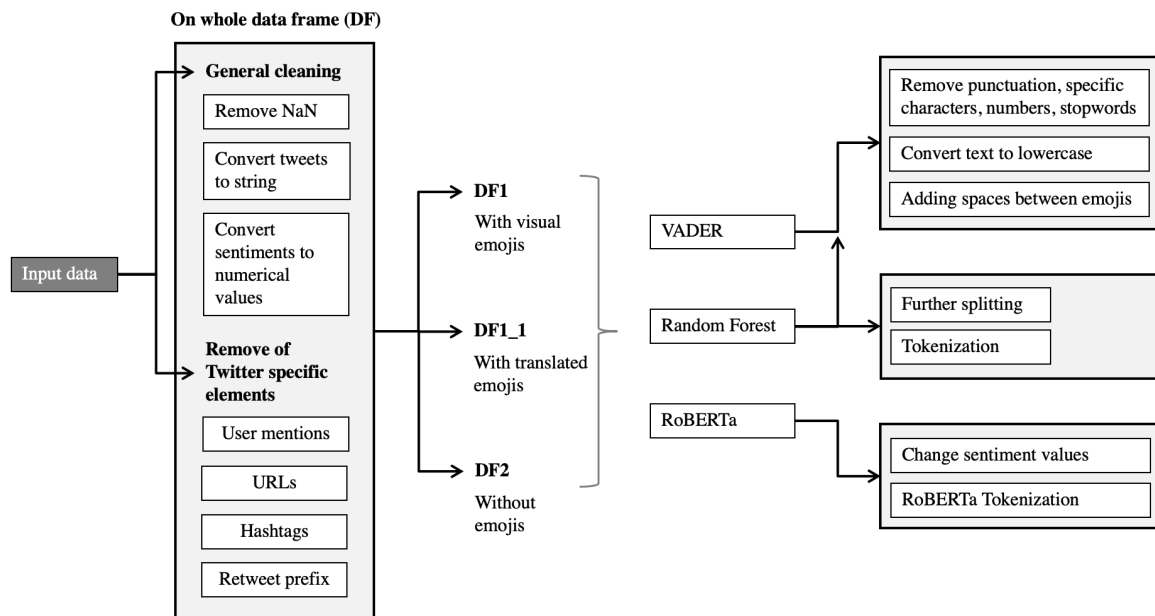 On whole data frame (DF)
Input data
General cleaning
Remove NaN
Convert tweets
to string
Convert
sentiments to
numerical
values
Remove of
Twitter specific
elements
User mentions
URLs
Hashtags
Retweet prefix
DF1
With visual
emojis
DF1_1
With translated
emojis
DF2
Without
emojis
VADER
Random Forest
RoBERTa
Remove punctuation, specific
characters, numbers, stopwords
Convert text to lowercase
Adding spaces between emojis
Further splitting
Tokenization
Change sentiment values
RoBERTa Tokenization